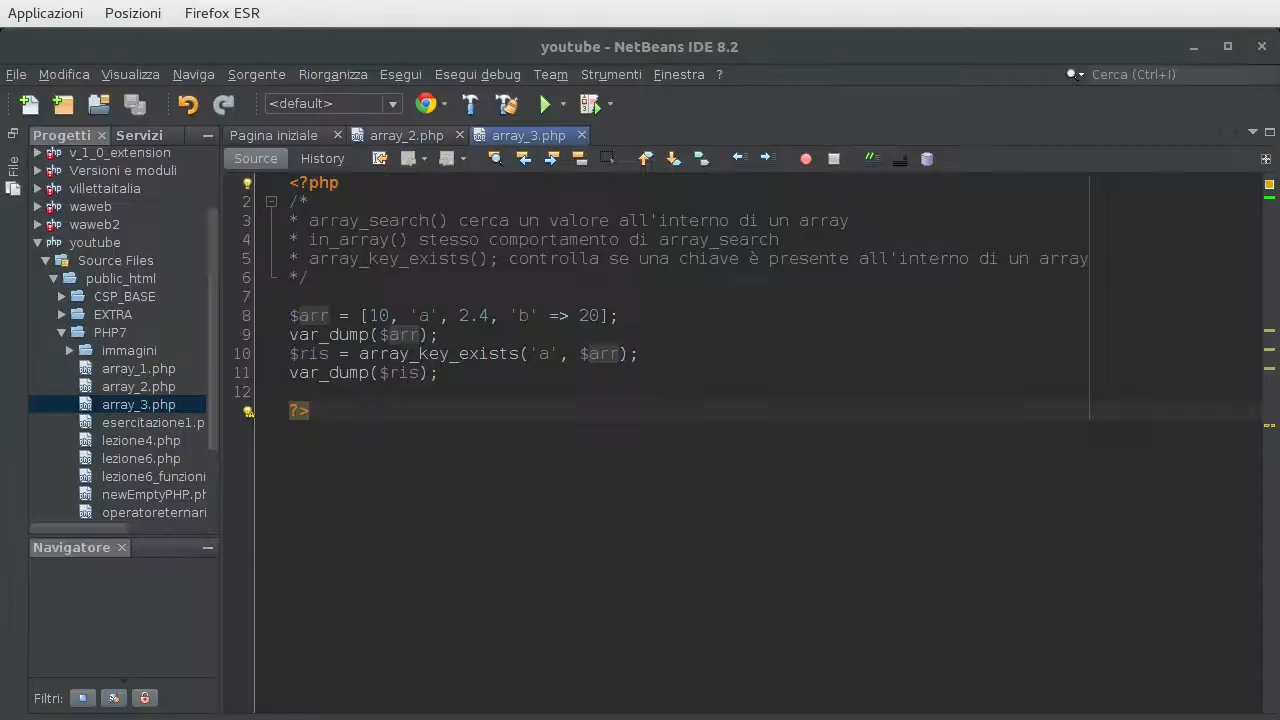 Applicazioni Posizioni Firefox ESR
youtube - NetBeans IDE 8.2
File Modifica Visualizza Naviga Sorgente Riorganizza Esegui Esegui debug Team Strumenti Finestra ? Cerca (Ctrl+I)
<default>
Progetti Servizi
Pagina iniziale array_2.php array_3.php
File
Source History
v_1_0_extension
Versioni e moduli
villettaitalia
waweb
waweb2
youtube
Source Files
public_html
CSP_BASE
EXTRA
PHP7
immagini
array_1.php
array_2.php
array_3.php
esercitazione1.p
lezione4.php
lezione6.php
lezione6_funzioni
newEmptyPHP.ph
operatoreternari
Navigatore
Filtri:
<?php
2 /*
3 * array_search() cerca un valore all'interno di un array
4 * in_array() stesso comportamento di array_search
5 * array_key_exists(); controlla se una chiave è presente all'interno di un array
6 */
7
8 $arr = [10, 'a', 2.4, 'b' => 20];
9 var_dump($arr);
10 $ris = array_key_exists('a', $arr);
11 var_dump($ris);
12
?>